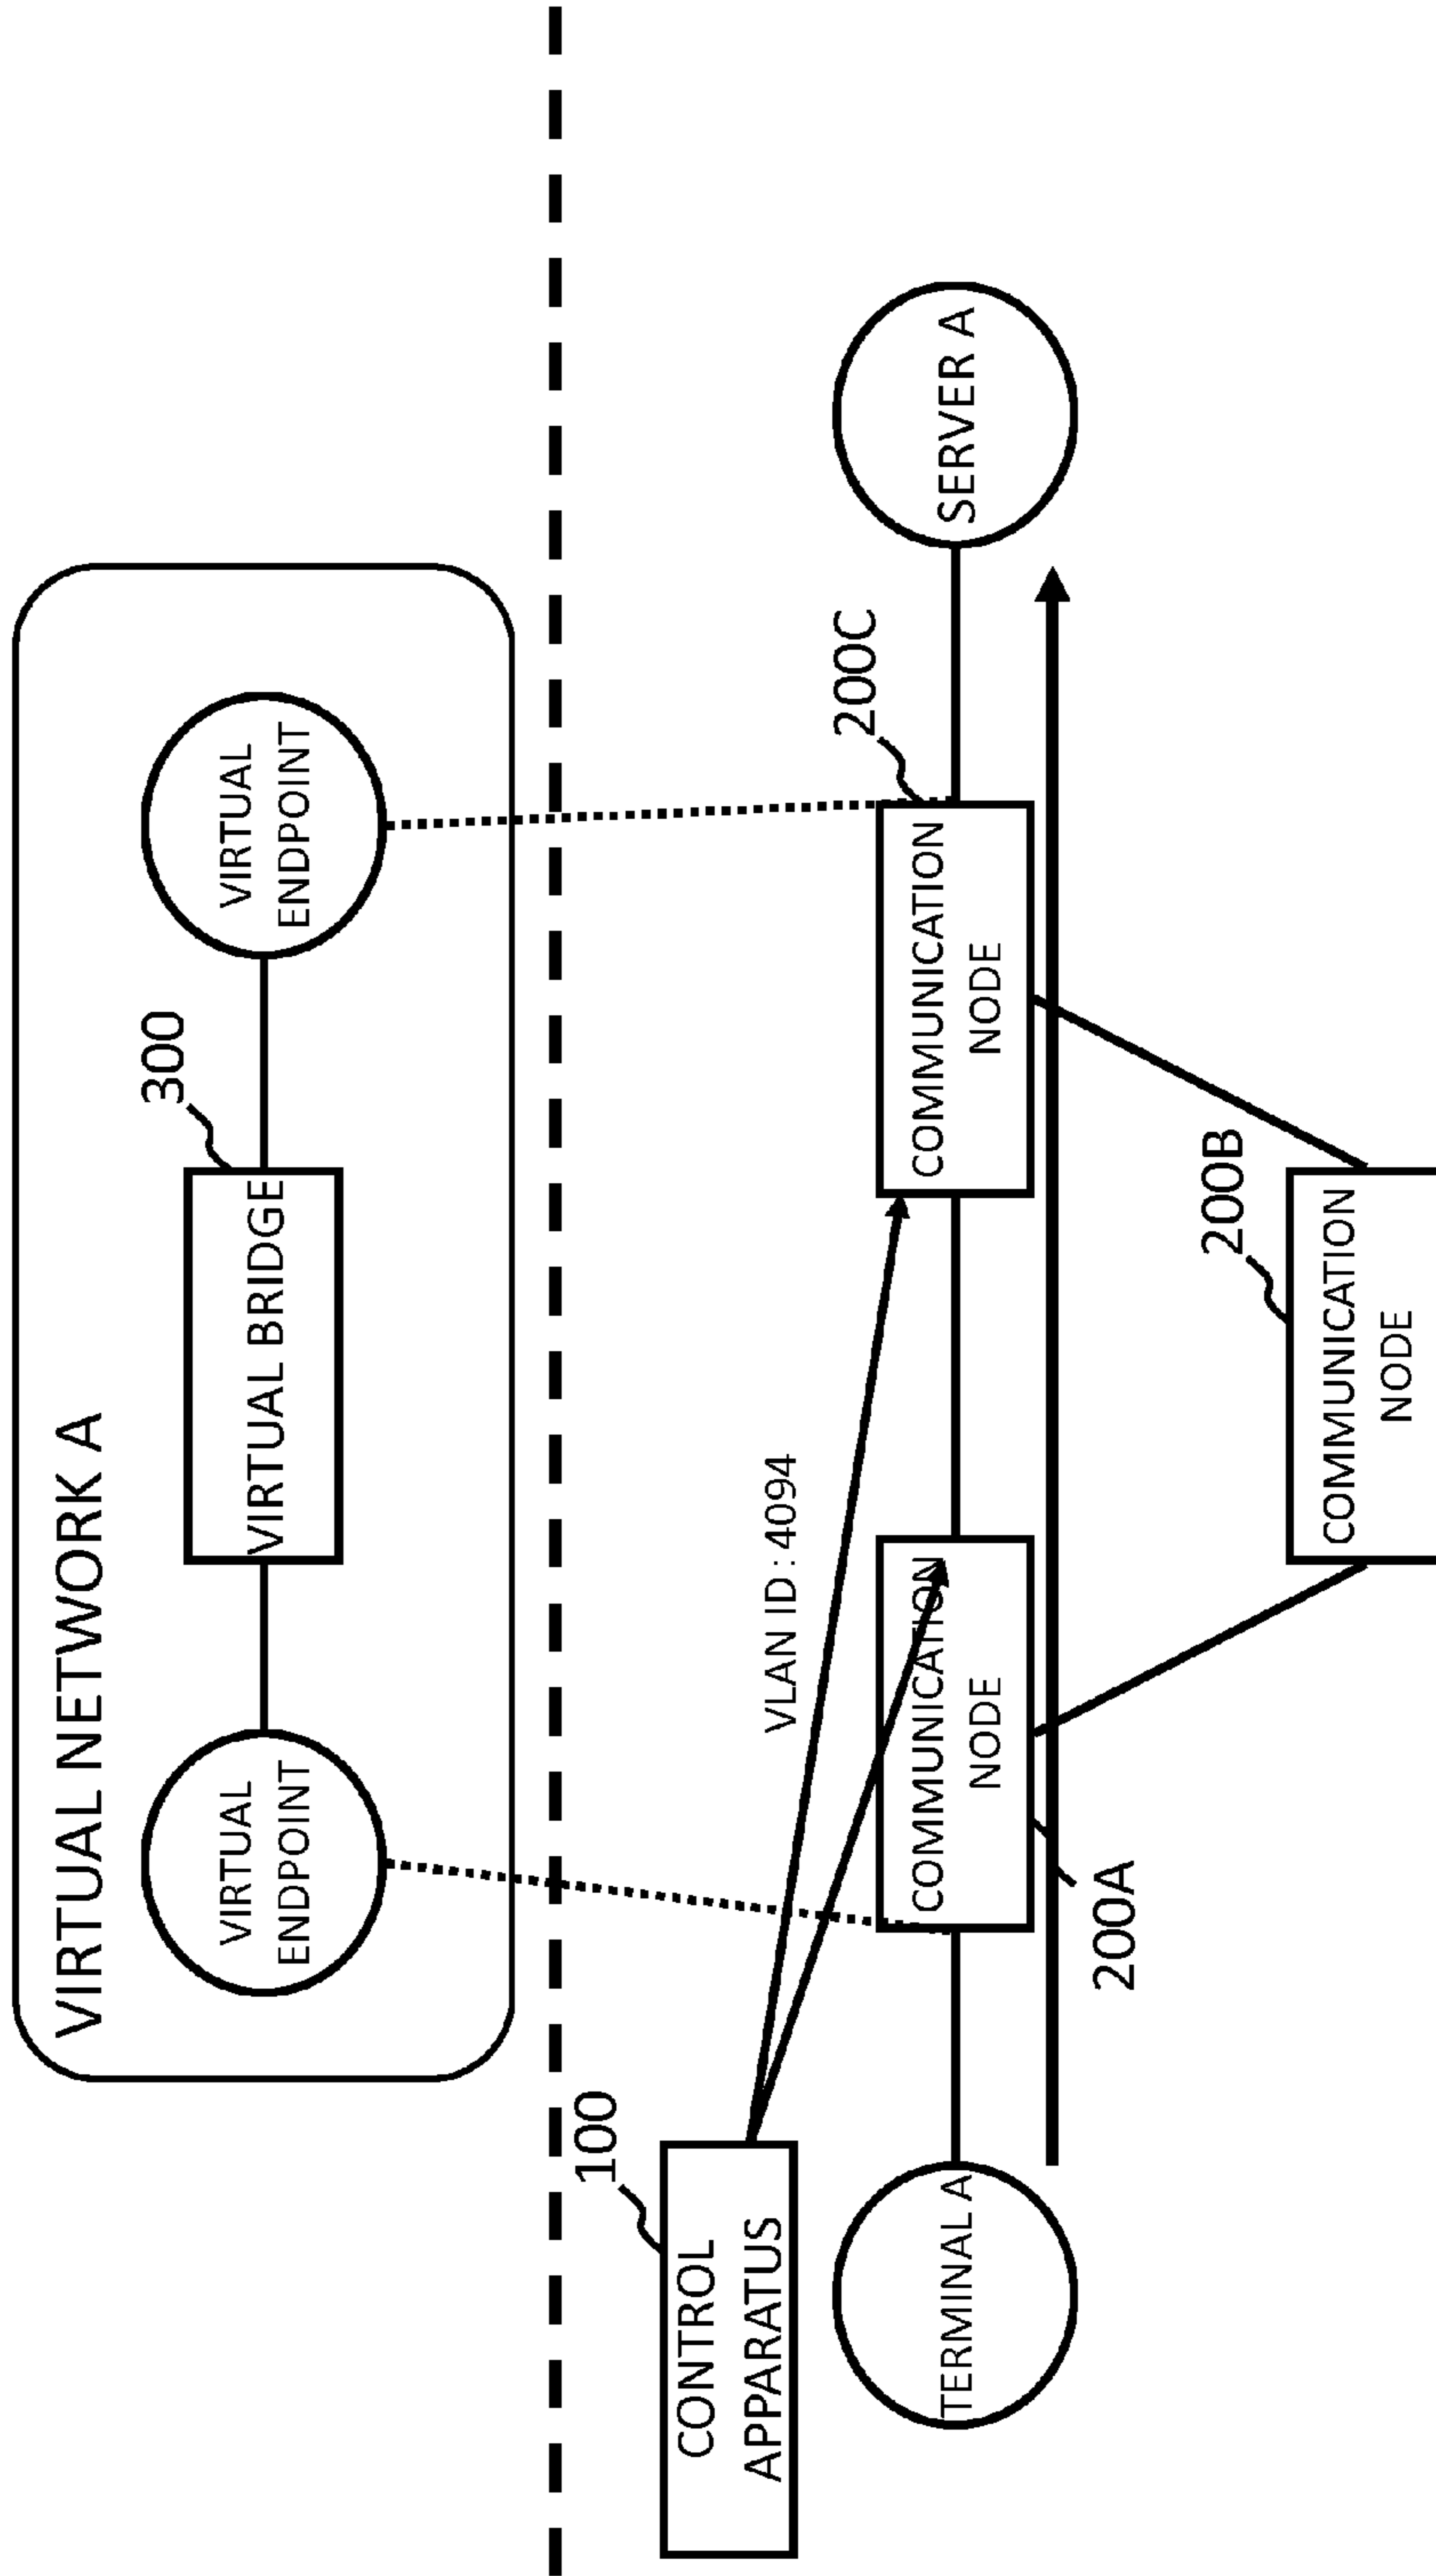 VIRTUAL NETWORK A
VIRTUAL
ENDPOINT
VIRTUAL BRIDGE
300
VIRTUAL
ENDPOINT
100
CONTROL
APPARATUS
VLAN ID : 4094
TERMINAL A
COMMUNICATION
NODE
200A
COMMUNICATION
NODE
200C
SERVER A
COMMUNICATION
NODE
200B